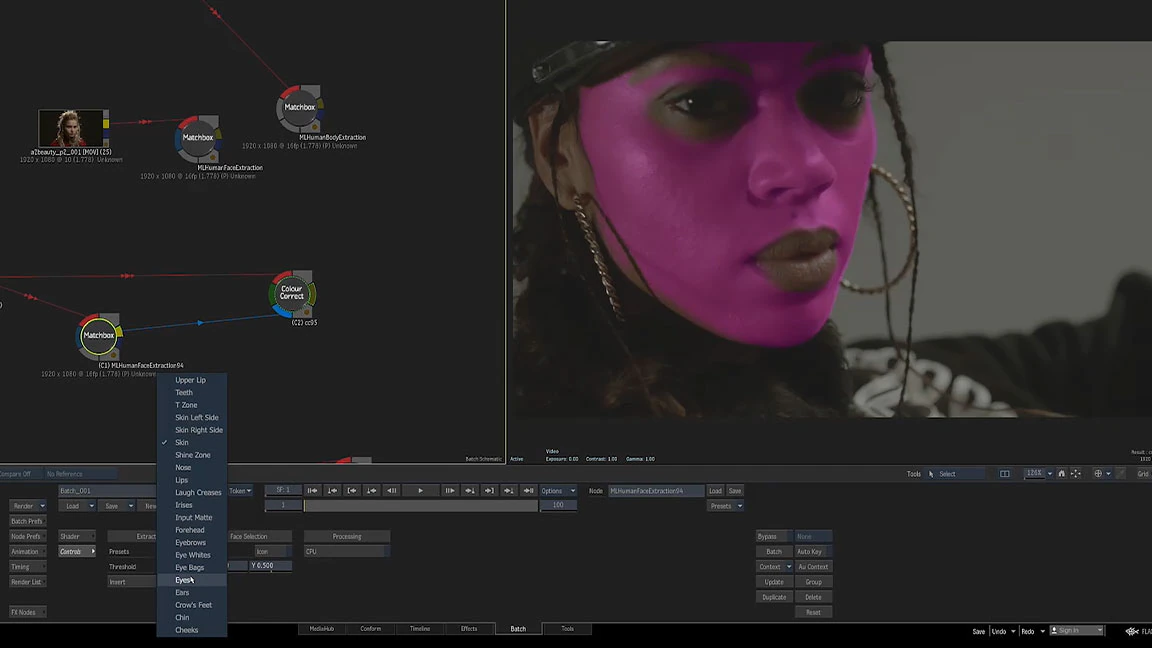 Matchbox
MLHumanBodyExtraction
1920 x 1080 @ 16fp (1.778) (P) Unknown
Matchbox
MLHumanFaceExtraction
1920 x 1080 @ 16fp (1.778) (P) Unknown
a2beauty_p2_001 [MOV] (25)
1920 x 1080 @ 10 (1.778) Unknown
Colour
Correct
(C2) cc95
Matchbox
(C1) MLHumanFaceExtraction94
1920 x 1080 @ 16fp (1.778) (P) Unknown
Upper Lip
Teeth
T Zone
Skin Left Side
Skin Right Side
Skin
Shine Zone
Nose
Lips
Laugh Creases
Irises
Input Matte
Forehead
Eyebrows
Eye Whites
Eye Bags
Eyes
Ears
Crow's Feet
Chin
Cheeks
Batch Schematic
Active
Video
Exposure: 0.00 Contrast: 1.00 Gamma: 1.00
Compare Off
No Reference
Tools
Select
126%
Grid
Batch_001
Token
SF: 1
Options
Node
MLHumanFaceExtraction94
Load
Save
Render
Load
Save
New
1
100
Presets
Batch Prefs
Node Prefs
Shader
Extract
Face Selection
Processing
Bypass
None
Animation
Controls
Presets
Icon
CPU
Batch
Auto Key
Timing
Threshold
Y 0.500
Context
Au Context
Render List
Insert
Update
Group
Duplicate
Delete
FX Nodes
Reset
MediaHub
Conform
Timeline
Effects
Batch
Tools
Save
Undo
Redo
Sign In